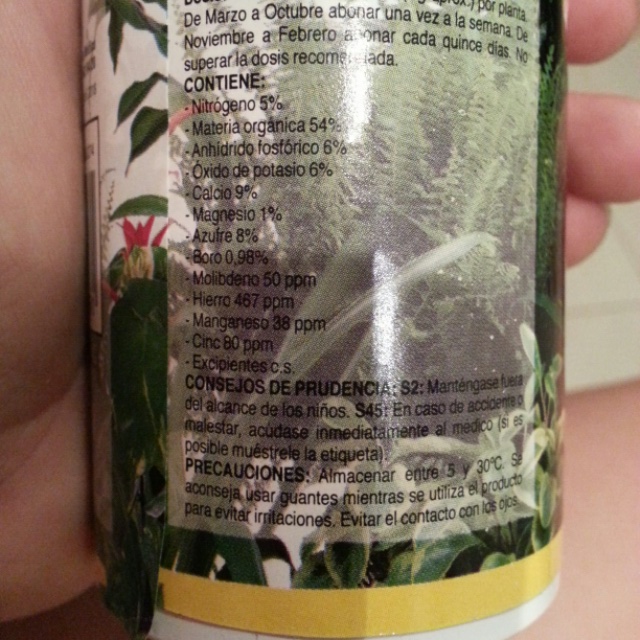 aprox.) por planta.
De Marzo a Octubre abonar una vez a la semana. De
Noviembre a Febrero abonar cada quince días. No
superar la dosis recomendada.
CONTIENE:
- Nitrógeno 5%
- Materia orgánica 54%
- Anhidrido fosfórico 6%
- Óxido de potasio 6%
- Calcio 9%
- Magnesio 1%
- Azufre 8%
- Boro 0,98%
- Molibdeno 50 ppm
- Hierro 467 ppm
- Manganeso 38 ppm
- Cinc 80 ppm
- Excipientes c.s.
CONSEJOS DE PRUDENCIA: S2: Manténgase fuera
del alcance de los niños. S45: En caso de accidente o
malestar, acúdase inmediatamente al medico (si es
posible muéstrele la etiqueta).
PRECAUCIONES: Almacenar entre 5 y 30ºC. Se
aconseja usar guantes mientras se utiliza el producto
para evitar irritaciones. Evitar el contacto con los ojos.